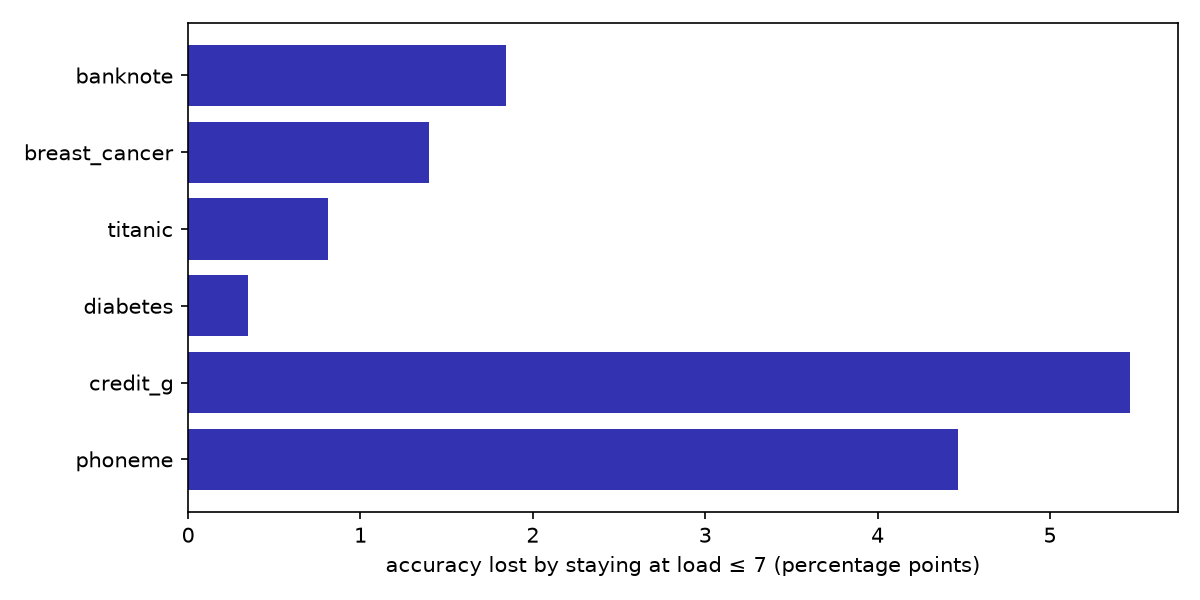 banknote
breast_cancer
titanic
diabetes
credit_g
phoneme
0 1 2 3 4 5
accuracy lost by staying at load ≤ 7 (percentage points)